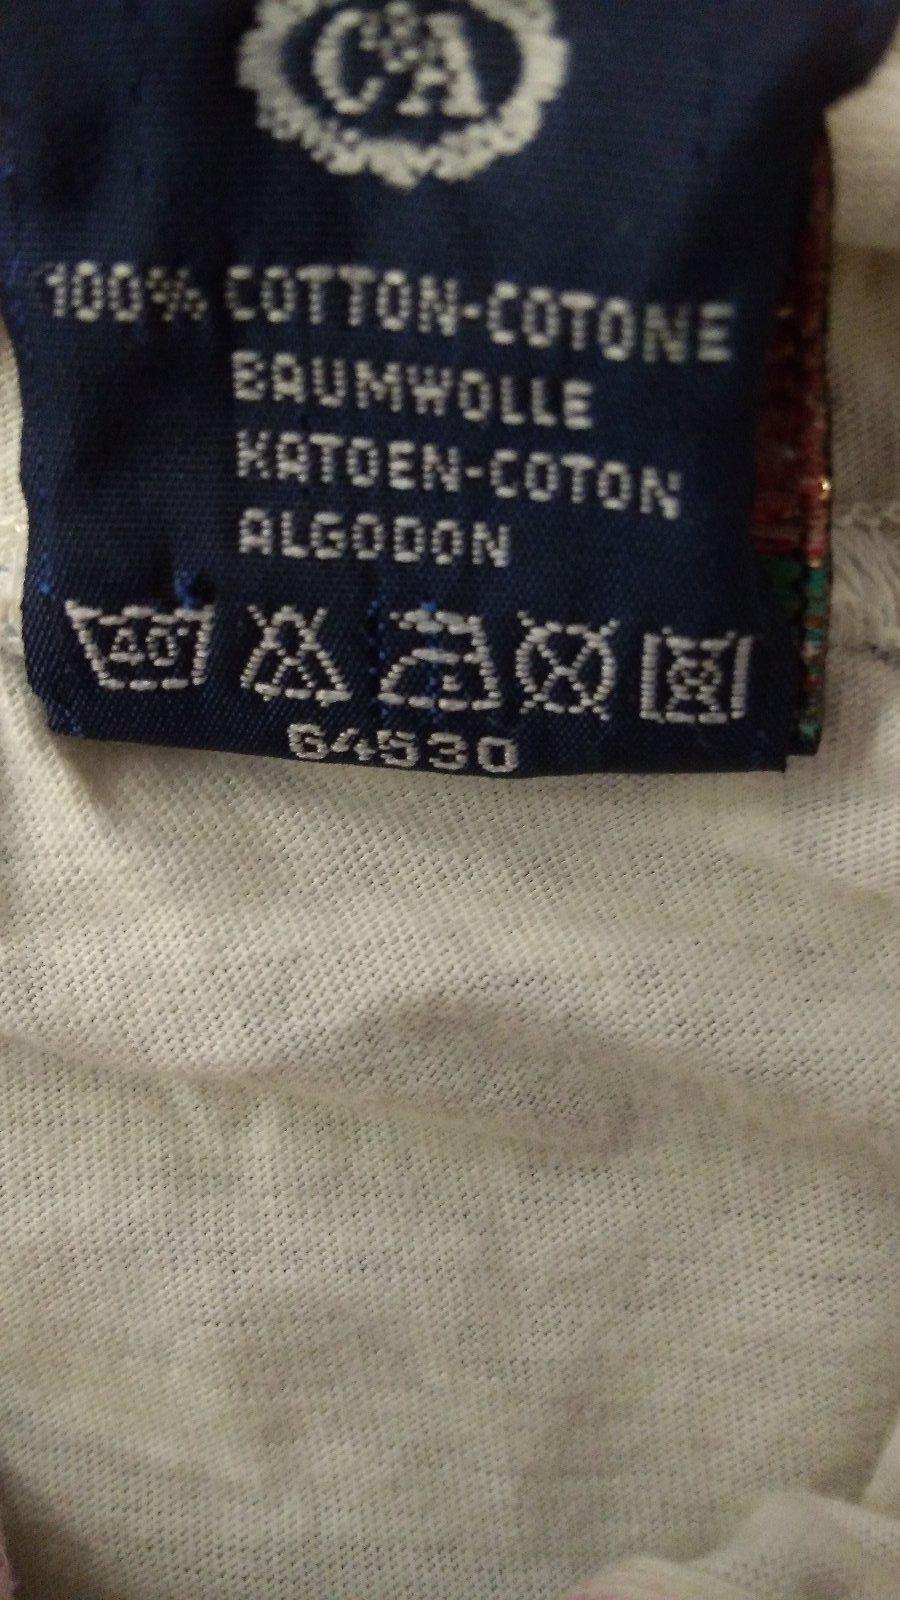 C&A
100% COTTON-COTONE
BAUMWOLLE
KATOEN-COTON
ALGODON
40°
64530